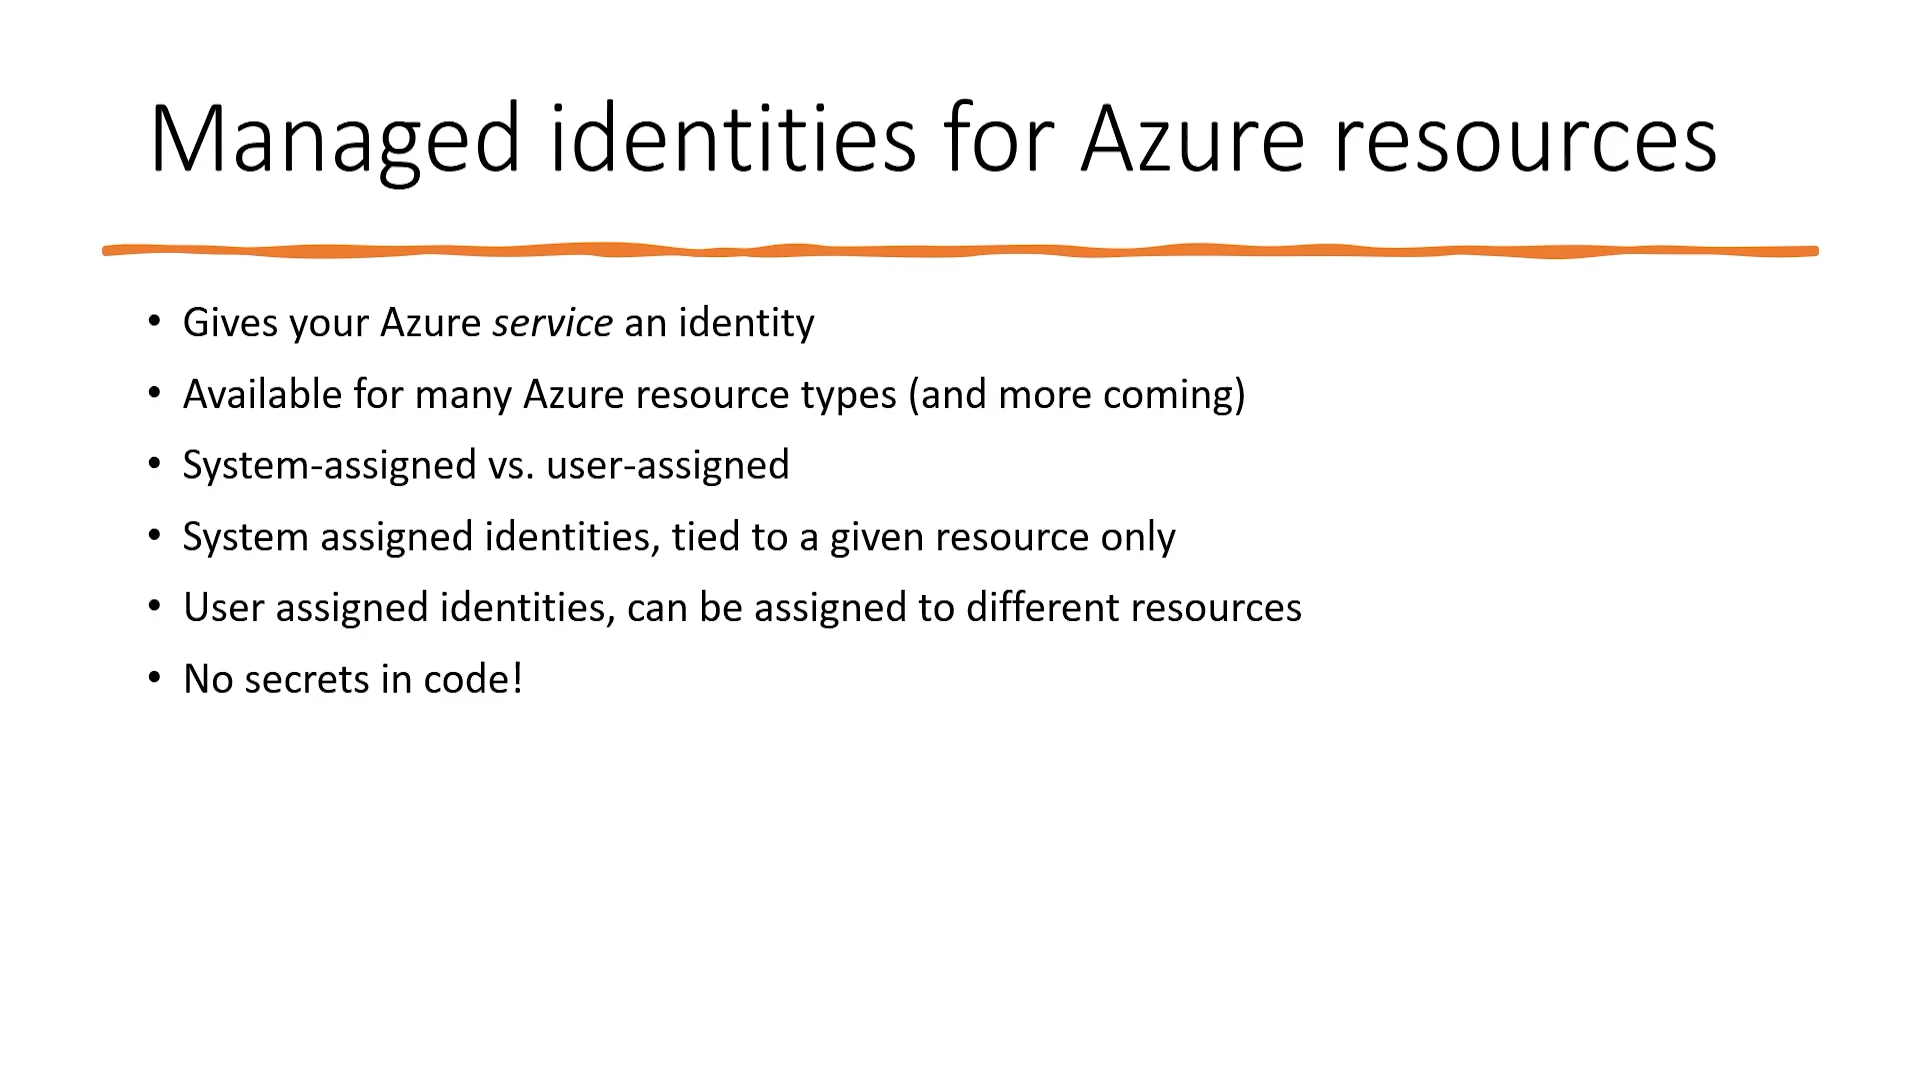 Managed identities for Azure resources
• Gives your Azure service an identity
• Available for many Azure resource types (and more coming)
• System-assigned vs. user-assigned
• System assigned identities, tied to a given resource only
• User assigned identities, can be assigned to different resources
• No secrets in code!